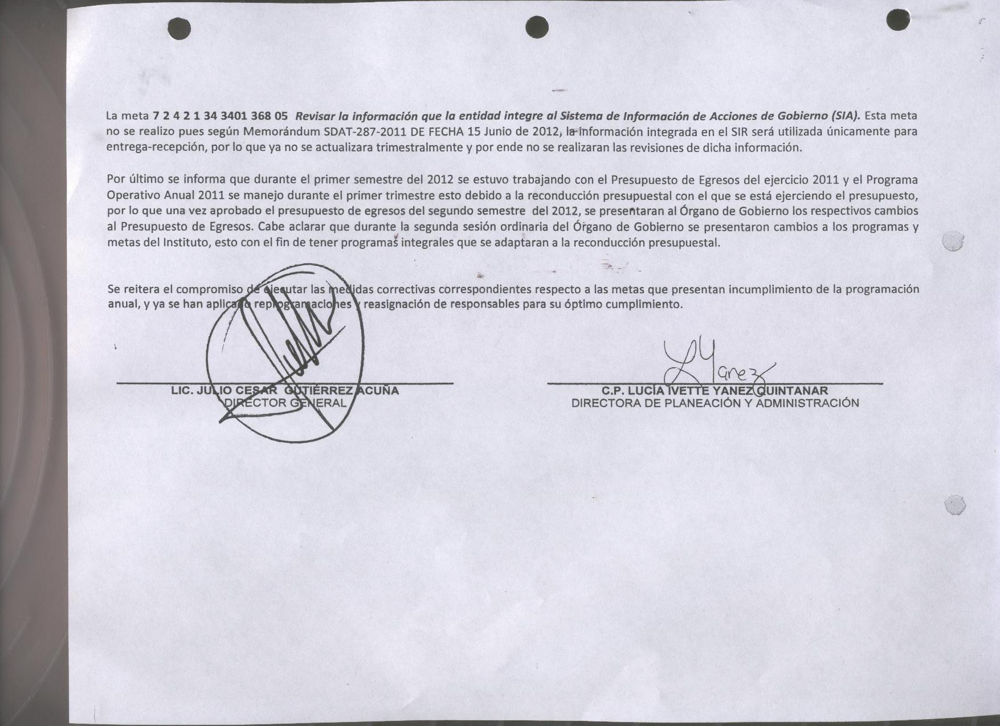 La meta 7 2 4 2 1 34 3401 368 05 Revisar la información que la entidad integre al Sistema de Información de Acciones de Gobierno (SIA). Esta meta
no se realizo pues según Memorándum SDAT-287-2011 DE FECHA 15 Junio de 2012, la información integrada en el SIR será utilizada únicamente para
entrega-recepción, por lo que ya no se actualizara trimestralmente y por ende no se realizaran las revisiones de dicha información.
Por último se informa que durante el primer semestre del 2012 se estuvo trabajando con el Presupuesto de Egresos del ejercicio 2011 y el Programa
Operativo Anual 2011 se manejo durante el primer trimestre esto debido a la reconducción presupuestal con el que se está ejerciendo el presupuesto,
por lo que una vez aprobado el presupuesto de egresos del segundo semestre del 2012, se presentaran al Órgano de Gobierno los respectivos cambios
al Presupuesto de Egresos. Cabe aclarar que durante la segunda sesión ordinaria del Órgano de Gobierno se presentaron cambios a los programas y
metas del Instituto, esto con el fin de tener programas integrales que se adaptaran a la reconducción presupuestal.
Se reitera el compromiso de ejecutar las medidas correctivas correspondientes respecto a las metas que presentan incumplimiento de la programación
anual, y ya se han aplicado reprogramaciones y reasignación de responsables para su óptimo cumplimiento.
LYanez
LIC. JULIO CESAR GUTIÉRREZ ACUÑA
DIRECTOR GENERAL
C.P. LUCÍA IVETTE YANEZ QUINTANAR
DIRECTORA DE PLANEACIÓN Y ADMINISTRACIÓN